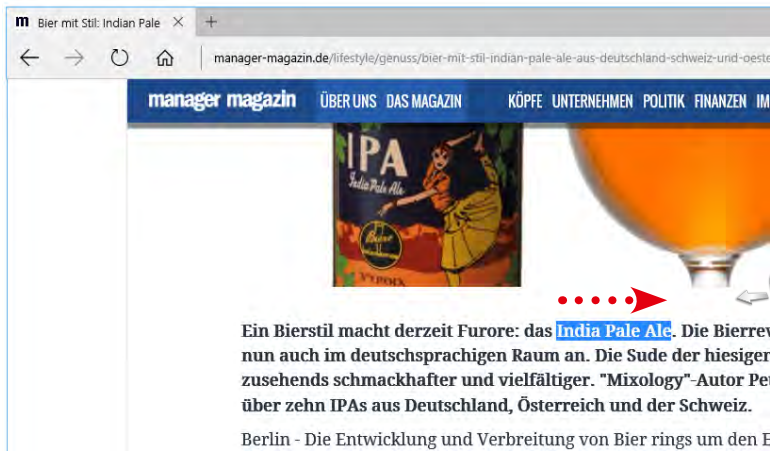 m Bier mit Stil: Indian Pale
manager-magazin.de/lifestyle/genuss/bier-mit-stil-indian-pale-ale-aus-deutschland-schweiz-und-oeste
manager magazin ÜBER UNS DAS MAGAZIN KÖPFE UNTERNEHMEN POLITIK FINANZEN IM
IPA
India Pale Ale
Biere
Ein Bierstil macht derzeit Furore: das India Pale Ale. Die Bierrev
nun auch im deutschsprachigen Raum an. Die Sude der hiesigen
zusehends schmackhafter und vielfältiger. "Mixology"-Autor Pet
über zehn IPAs aus Deutschland, Österreich und der Schweiz.
Berlin - Die Entwicklung und Verbreitung von Bier rings um den E